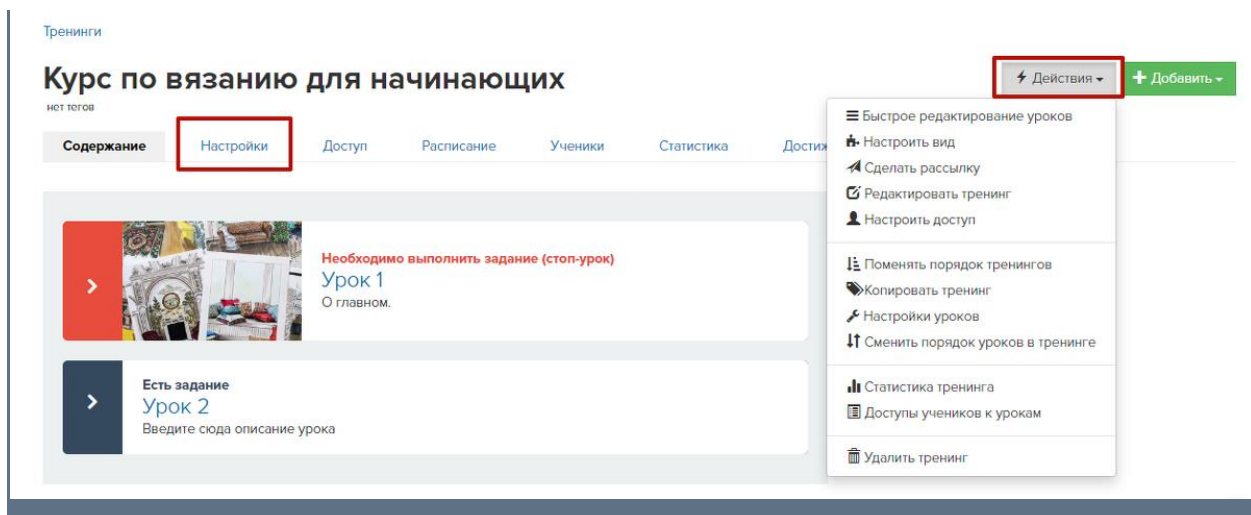 Тренинги
Курс по вязанию для начинающих
Действия
Добавить
нет тегов
Содержание Настройки Доступ Расписание Ученики Статистика
Быстрое редактирование уроков
Настроить вид
Сделать рассылку
Редактировать тренинг
Настроить доступ
Поменять порядок тренингов
Копировать тренинг
Настройки уроков
Сменить порядок уроков в тренинге
Статистика тренинга
Доступы учеников к урокам
Удалить тренинг
Необходимо выполнить задание (стоп-урок)
Урок 1
О главном.
Есть задание
Урок 2
Введите сюда описание урока